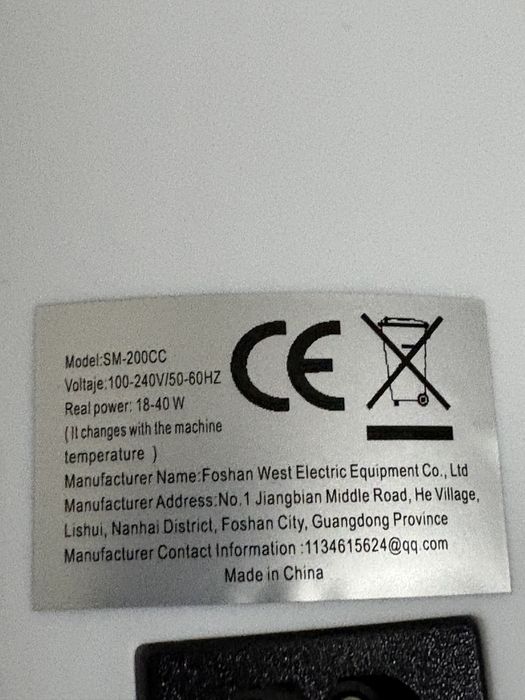 Model:SM-200CC
Voltaje:100-240V/50-60HZ
Real power: 18-40 W
( It changes with the machine
temperature )
CE
Manufacturer Name:Foshan West Electric Equipment Co., Ltd
Manufacturer Address:No.1 Jiangbian Middle Road, He Village,
Lishui, Nanhai District, Foshan City, Guangdong Province
Manufacturer Contact Information :1134615624@qq.com
Made in China